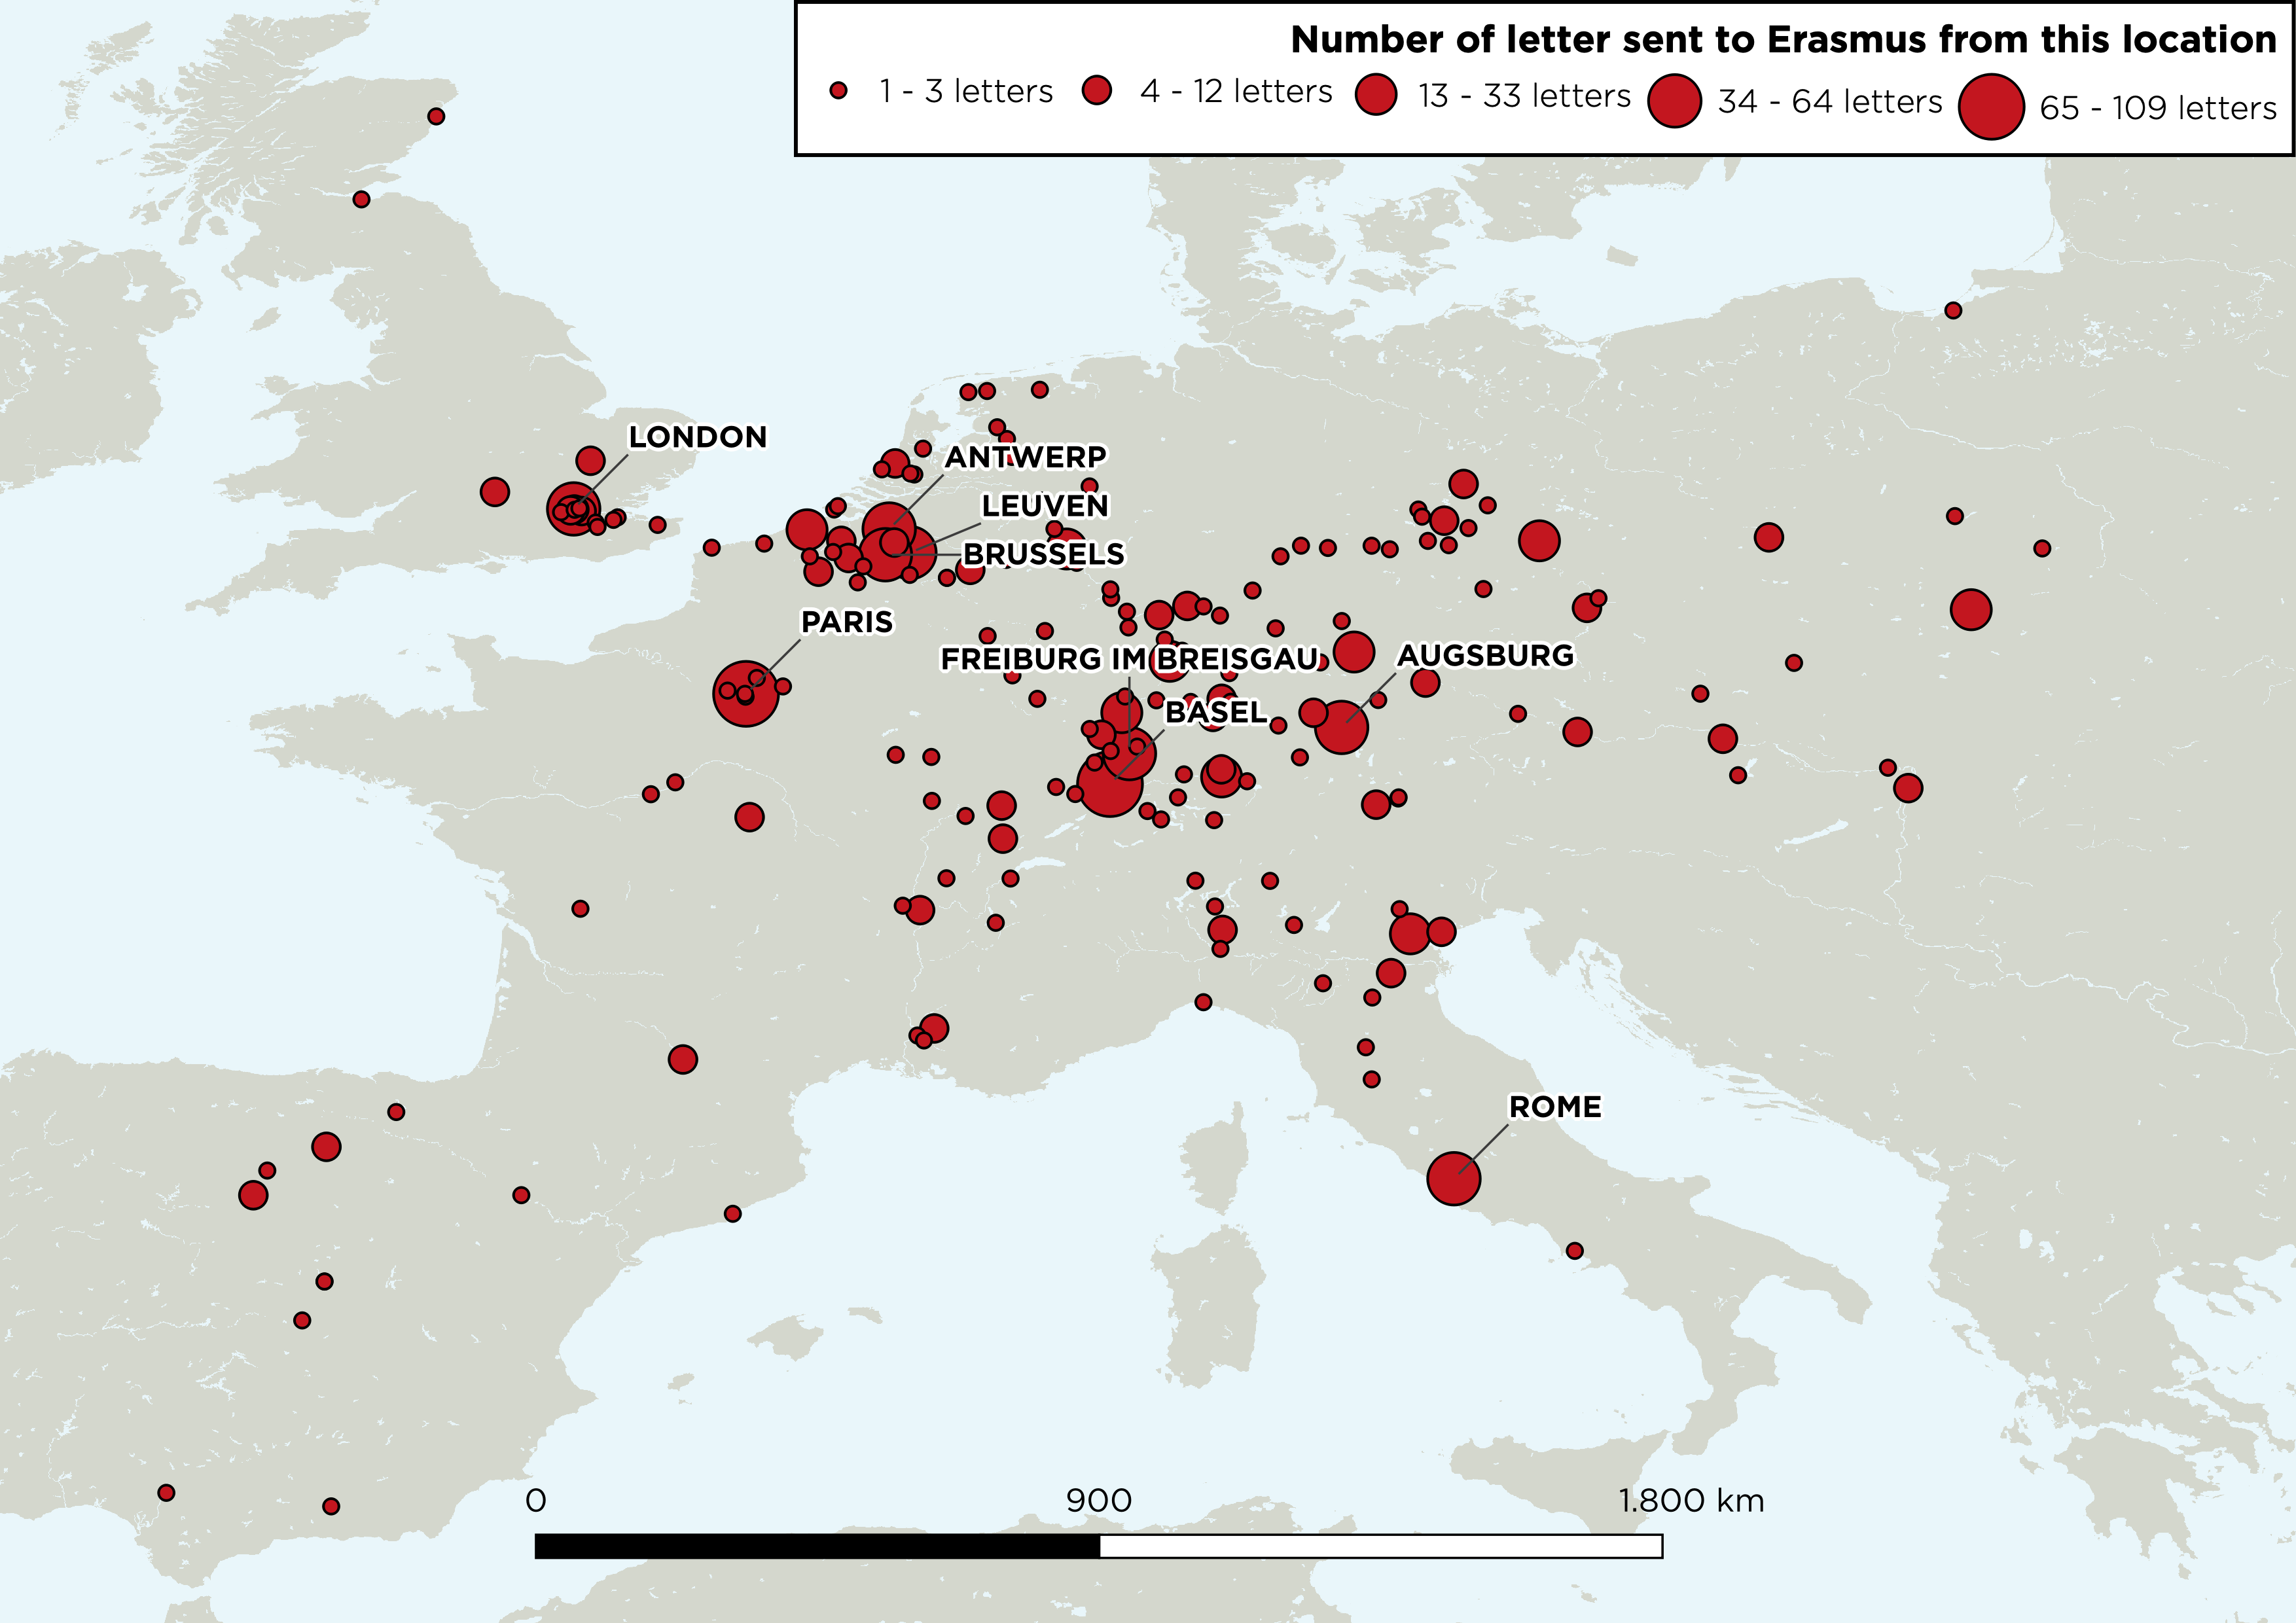 Number of letter sent to Erasmus from this location
1 - 3 letters 4 - 12 letters 13 - 33 letters 34 - 64 letters 65 - 109 letters
LONDON
ANTWERP
LEUVEN
BRUSSELS
PARIS
FREIBURG IM BREISGAU
AUGSBURG
BASEL
ROME
0 900 1.800 km